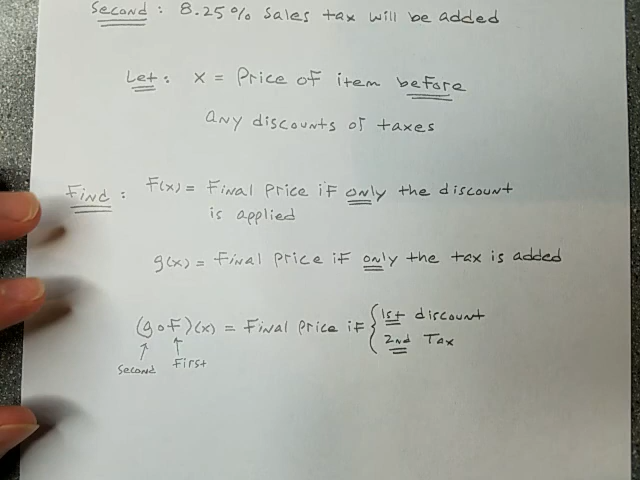 Second: 8.25% sales tax will be added
Let: x = Price of item before
any discounts or taxes
Find: F(x) = Final price if only the discount
is applied
g(x) = Final price if only the tax is added
(g∘F)(x) = Final price if { 1st discount
2nd Tax
Second First